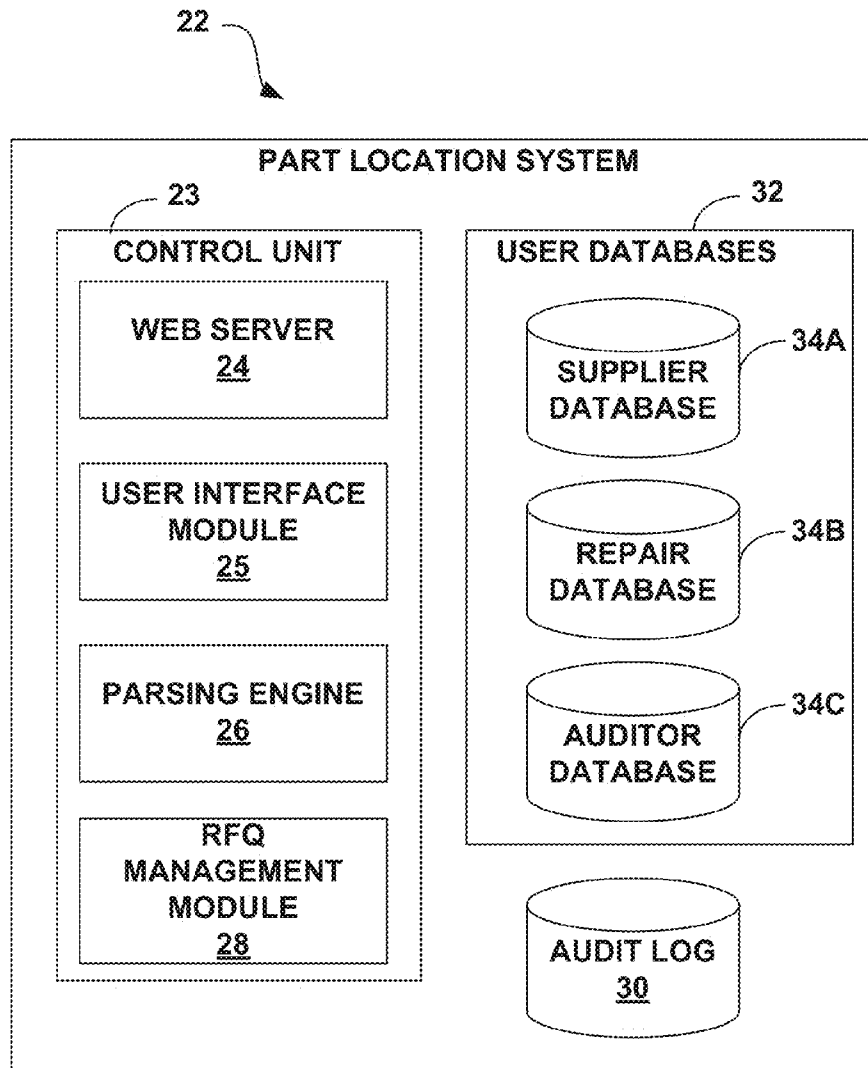 22
PART LOCATION SYSTEM
23
CONTROL UNIT
WEB SERVER
24
USER INTERFACE
MODULE
25
PARSING ENGINE
26
RFQ
MANAGEMENT
MODULE
28
32
USER DATABASES
SUPPLIER
DATABASE
34A
REPAIR
DATABASE
34B
AUDITOR
DATABASE
34C
AUDIT LOG
30